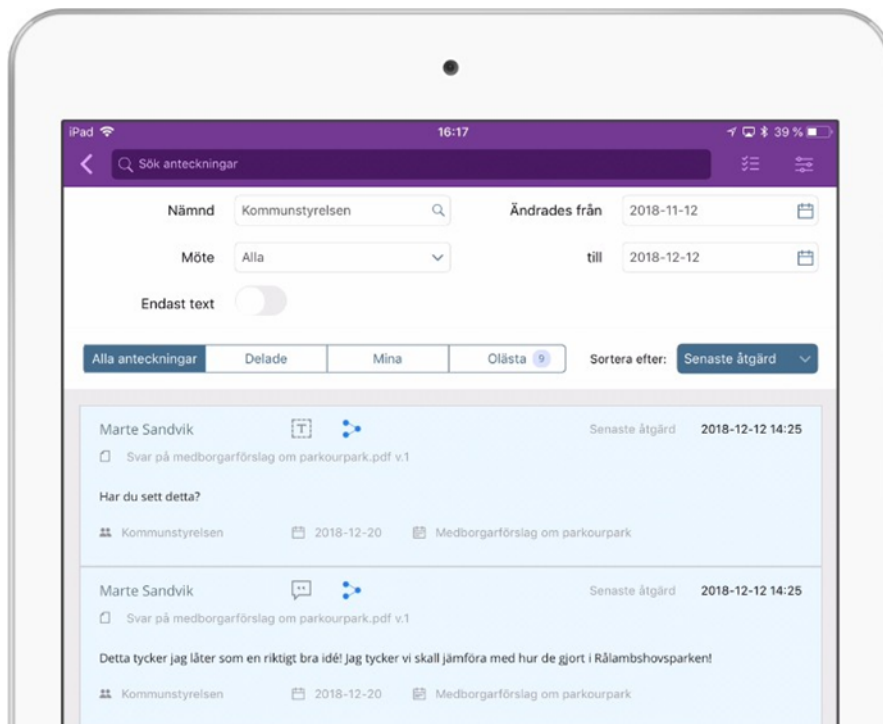 iPad 16:17 39 %
Sök anteckningar
Nämnd Kommunstyrelsen Ändrades från 2018-11-12
Möte Alla till 2018-12-12
Endast text
Alla anteckningar Delade Mina Olästa 9 Sortera efter: Senaste åtgärd
Marte Sandvik T Senaste åtgärd 2018-12-12 14:25
Svar på medborgarförslag om parkourpark.pdf v.1
Har du sett detta?
Kommunstyrelsen 2018-12-20 Medborgarförslag om parkourpark
Marte Sandvik Senaste åtgärd 2018-12-12 14:25
Svar på medborgarförslag om parkourpark.pdf v.1
Detta tycker jag låter som en riktigt bra idé! Jag tycker vi skall jämföra med hur de gjort i Rålambshovsparken!
Kommunstyrelsen 2018-12-20 Medborgarförslag om parkourpark